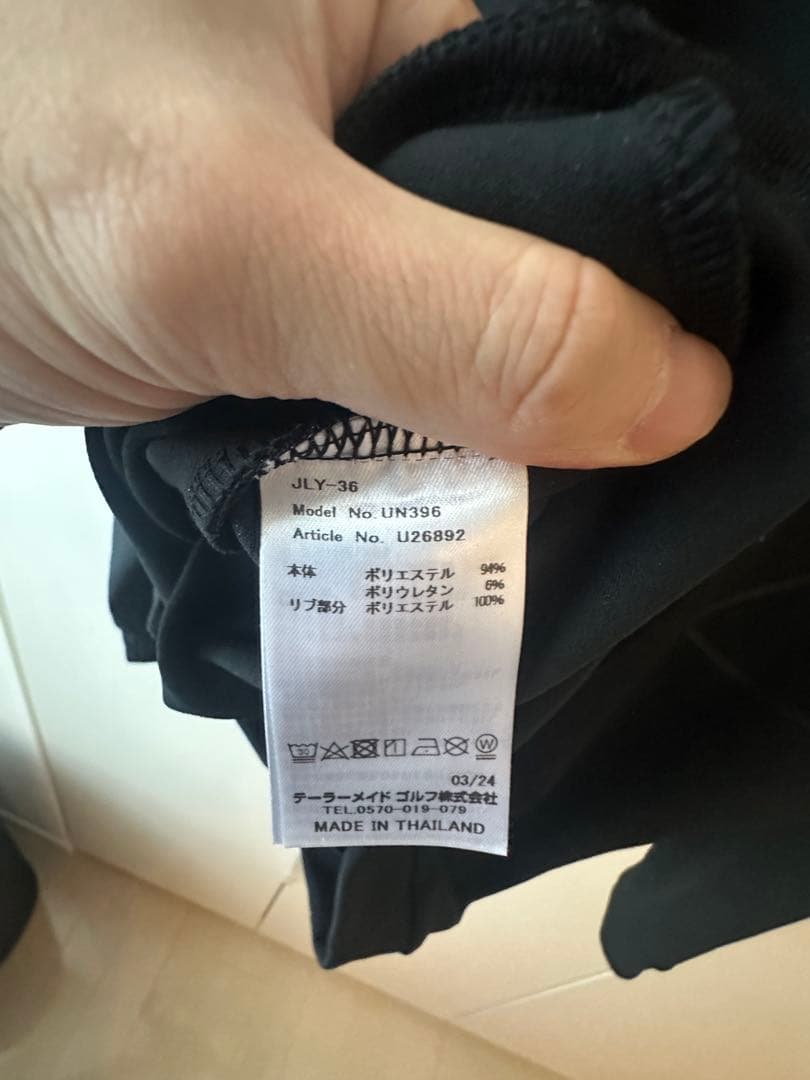 JLY-36
Model No. UN396
Article No. U26892
本体 ポリエステル 94%
ポリウレタン 6%
リブ部分 ポリエステル 100%
30
W
03/24
テーラーメイド ゴルフ株式会社
TEL.0570-019-079
MADE IN THAILAND